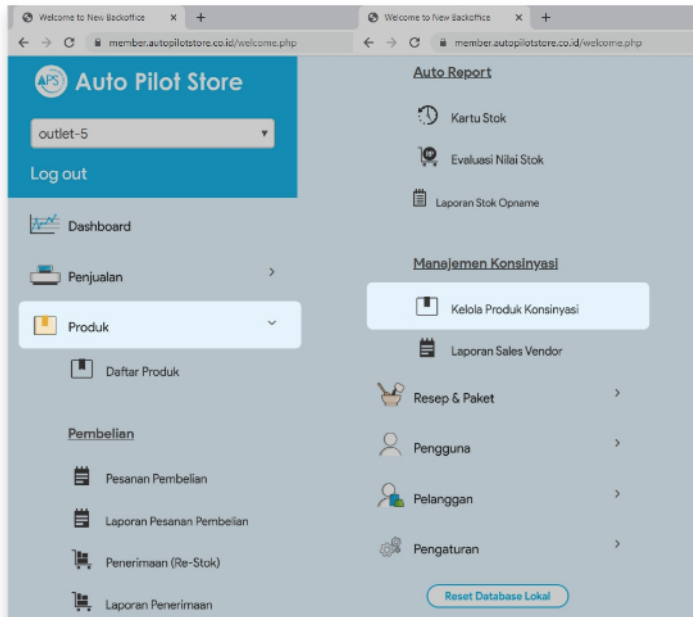 Welcome to New Backoffice
member.autopilotstore.co.id/welcome.php
APS
Auto Pilot Store
outlet-5
Log out
Dashboard
Penjualan
Produk
Daftar Produk
Pembelian
Pesanan Pembelian
Laporan Pesanan Pembelian
Penerimaan (Re-Stok)
Laporan Penerimaan
Welcome to New Backoffice
member.autopilotstore.co.id/welcome.php
Auto Report
Kartu Stok
Evaluasi Nilai Stok
Laporan Stok Opname
Manajemen Konsinyasi
Kelola Produk Konsinyasi
Laporan Sales Vendor
Resep & Paket
Pengguna
Pelanggan
Pengaturan
Reset Database Lokal